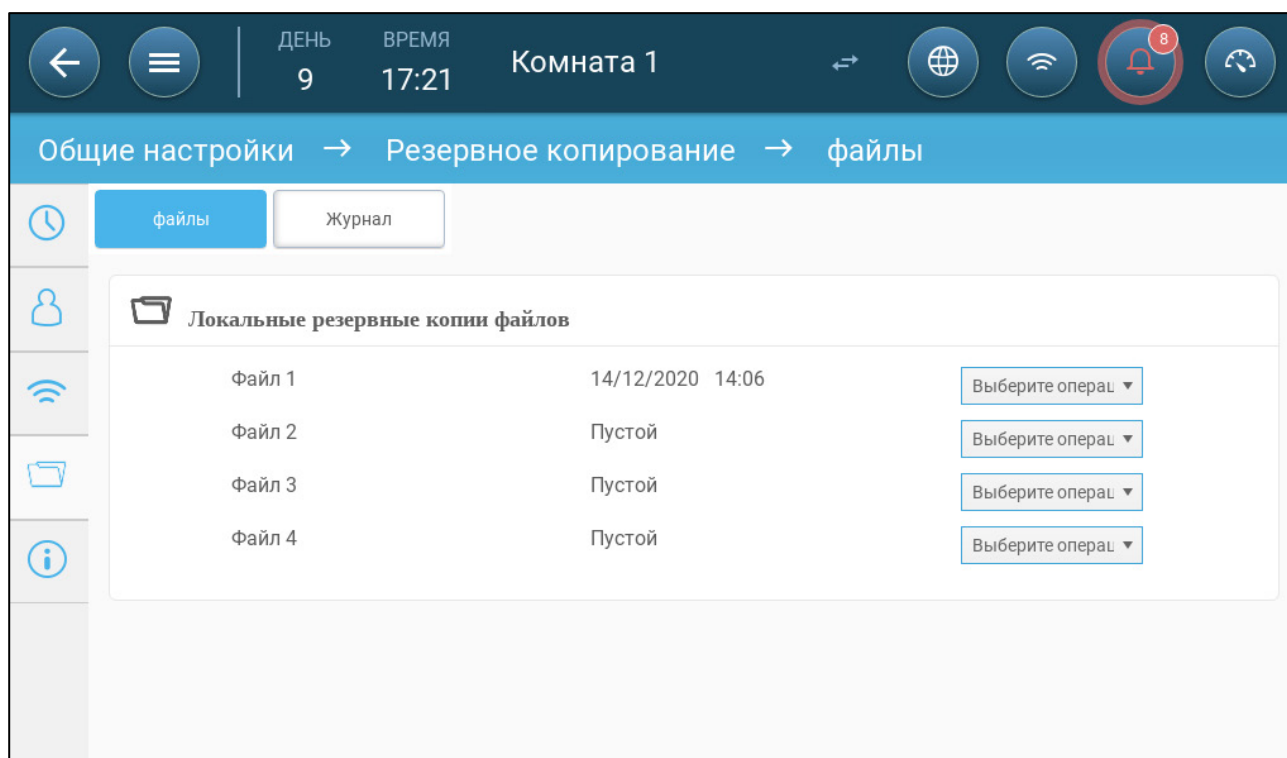 ДЕНЬ ВРЕМЯ
9 17:21 Комната 1 8
Общие настройки → Резервное копирование → файлы
файлы Журнал
Локальные резервные копии файлов
Файл 1 14/12/2020 14:06 Выберите операц
Файл 2 Пустой Выберите операц
Файл 3 Пустой Выберите операц
Файл 4 Пустой Выберите операц